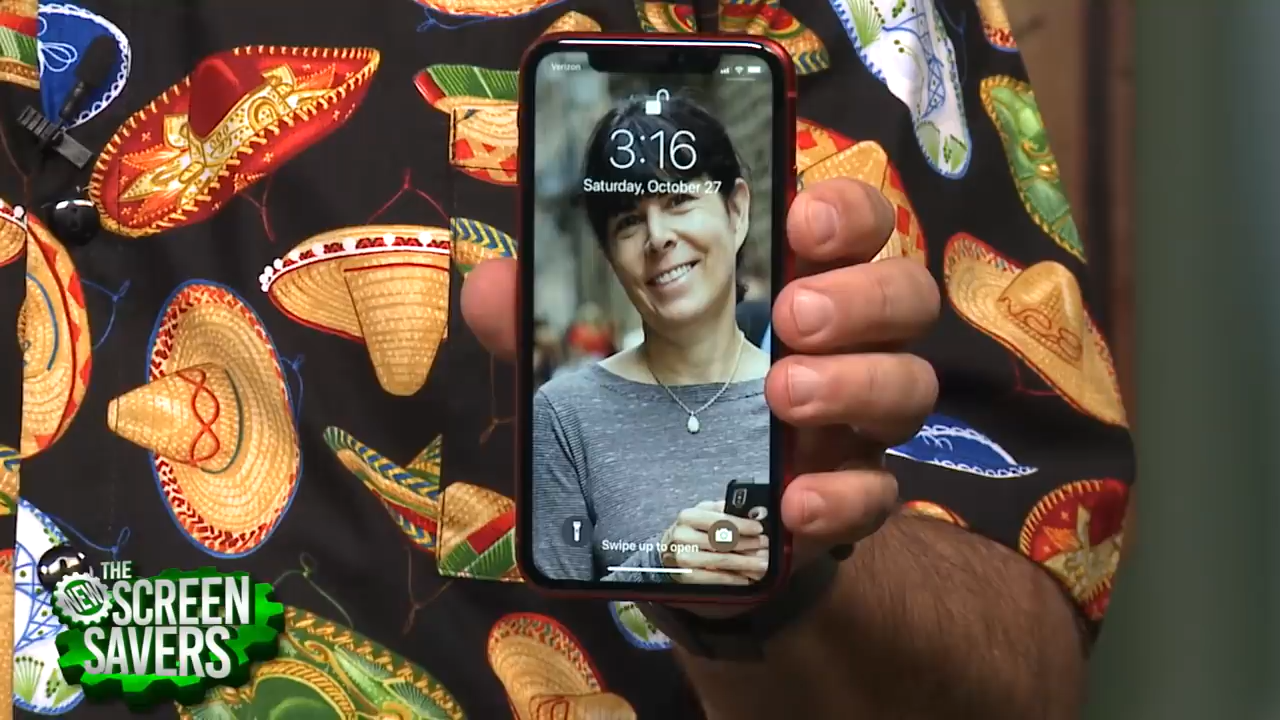 Verizon
3:16
Saturday, October 27
Swipe up to open
THE
NEW
SCREEN
SAVERS